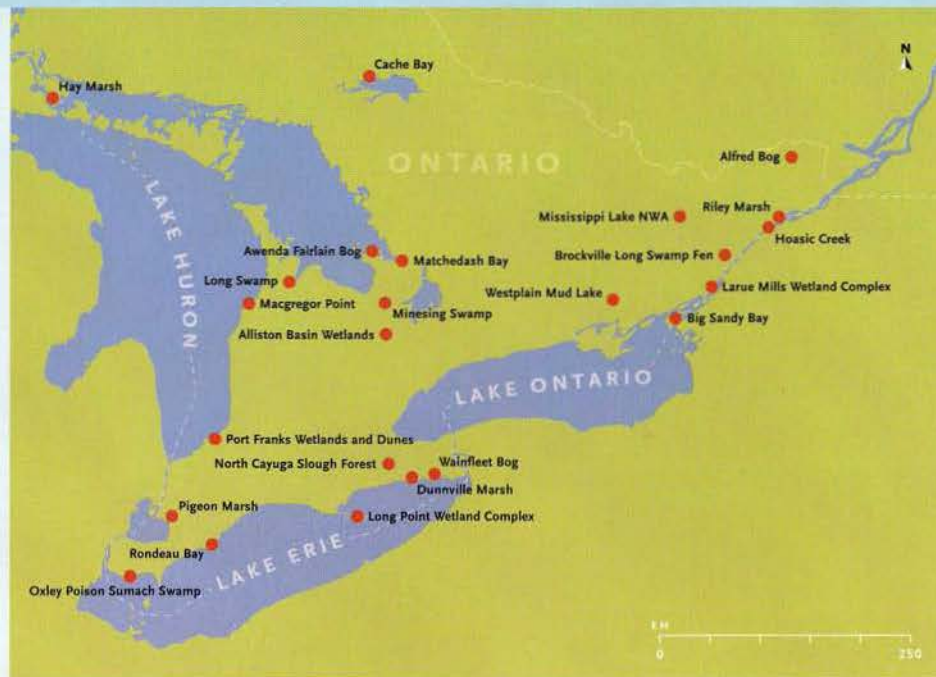 N
Cache Bay
Hay Marsh
ONTARIO
Alfred Bog
LAKE HURON
Mississippi Lake NWA
Riley Marsh
Hoasic Creek
Awenda Fairlain Bog
Matchedash Bay
Brockville Long Swamp Fen
Long Swamp
Larue Mills Wetland Complex
Westplain Mud Lake
Macgregor Point
Minesing Swamp
Big Sandy Bay
Alliston Basin Wetlands
LAKE ONTARIO
Port Franks Wetlands and Dunes
North Cayuga Slough Forest
Wainfleet Bog
Dunnville Marsh
Pigeon Marsh
Long Point Wetland Complex
Rondeau Bay
LAKE ERIE
Oxley Poison Sumach Swamp
KM
0
250